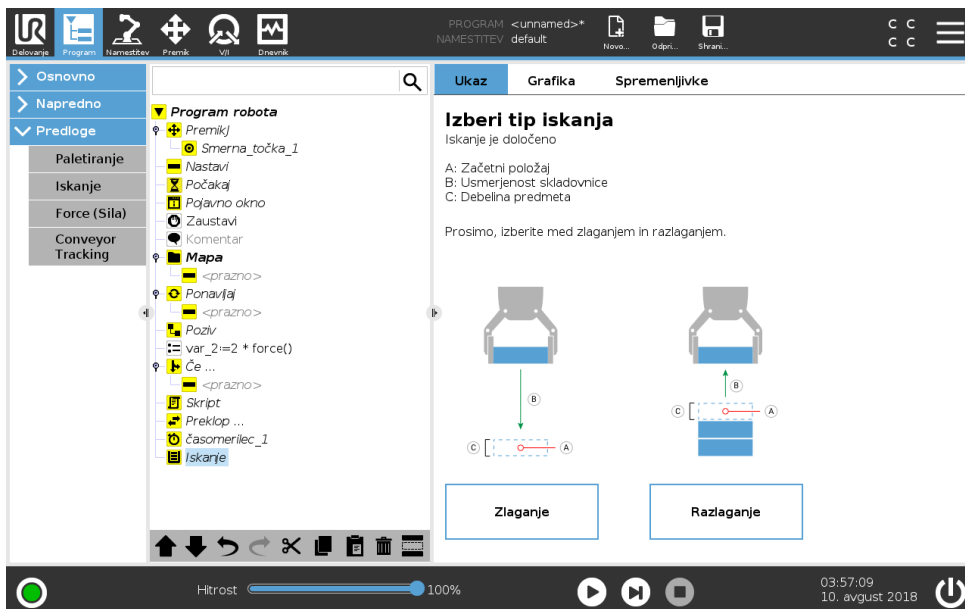 PROGRAM <unnamed>*
NAMESTITEV default
Delovanje
Program
Namestitev
Premik
V/I
Dnevnik
Novo...
Odpri...
Shrani...
C C
C C
Osnovno
Napredno
Predloge
Paletiranje
Iskanje
Force (Sila)
Conveyor
Tracking
Program robota
PremikJ
Smerna_točka_1
Nastavi
Počakaj
Pojavno okno
Zaustavi
Komentar
Mapa
<prazno>
Ponavljaj
<prazno>
Poziv
var_2:=2 * force()
Če ...
<prazno>
Skript
Preklop ...
časomerilec_1
Iskanje
Ukaz
Grafika
Spremenljivke
Izberi tip iskanja
Iskanje je določeno
A: Začetni položaj
B: Usmerjenost skladovnice
C: Debelina predmeta
Prosimo, izberite med zlaganjem in razlaganjem.
B
C
A
B
C
A
Zlaganje
Razlaganje
Hitrost
100%
03:57:09
10. avgust 2018